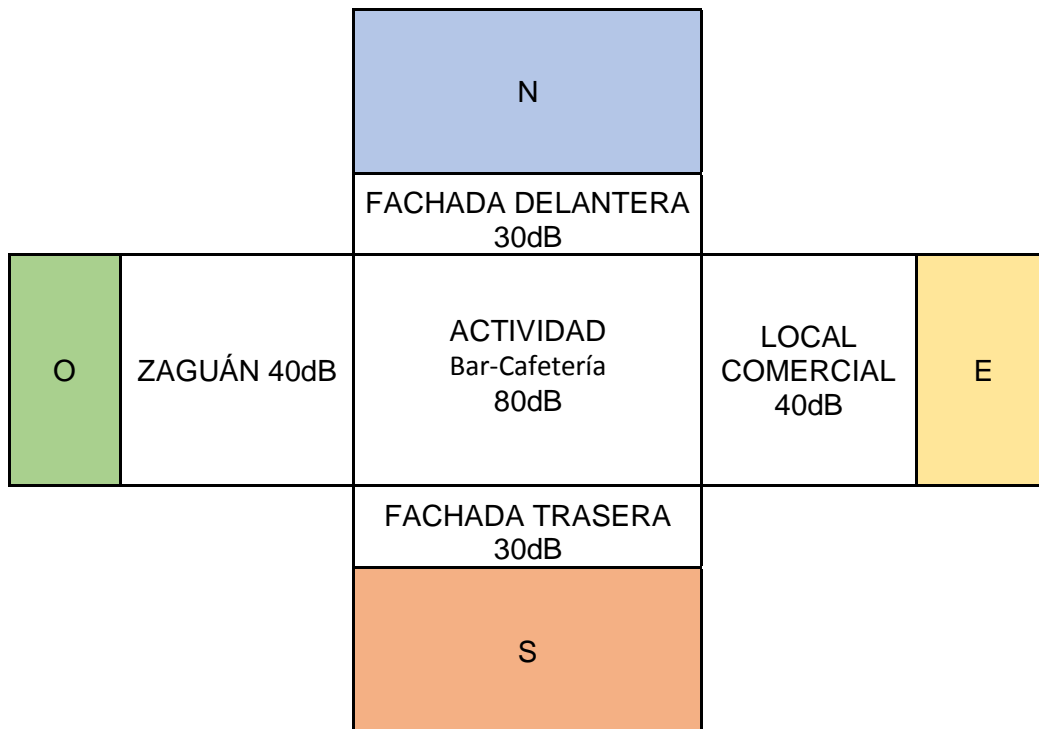 N
FACHADA DELANTERA
30dB
O
ZAGUÁN 40dB
ACTIVIDAD
Bar-Cafetería
80dB
LOCAL
COMERCIAL
40dB
E
FACHADA TRASERA
30dB
S